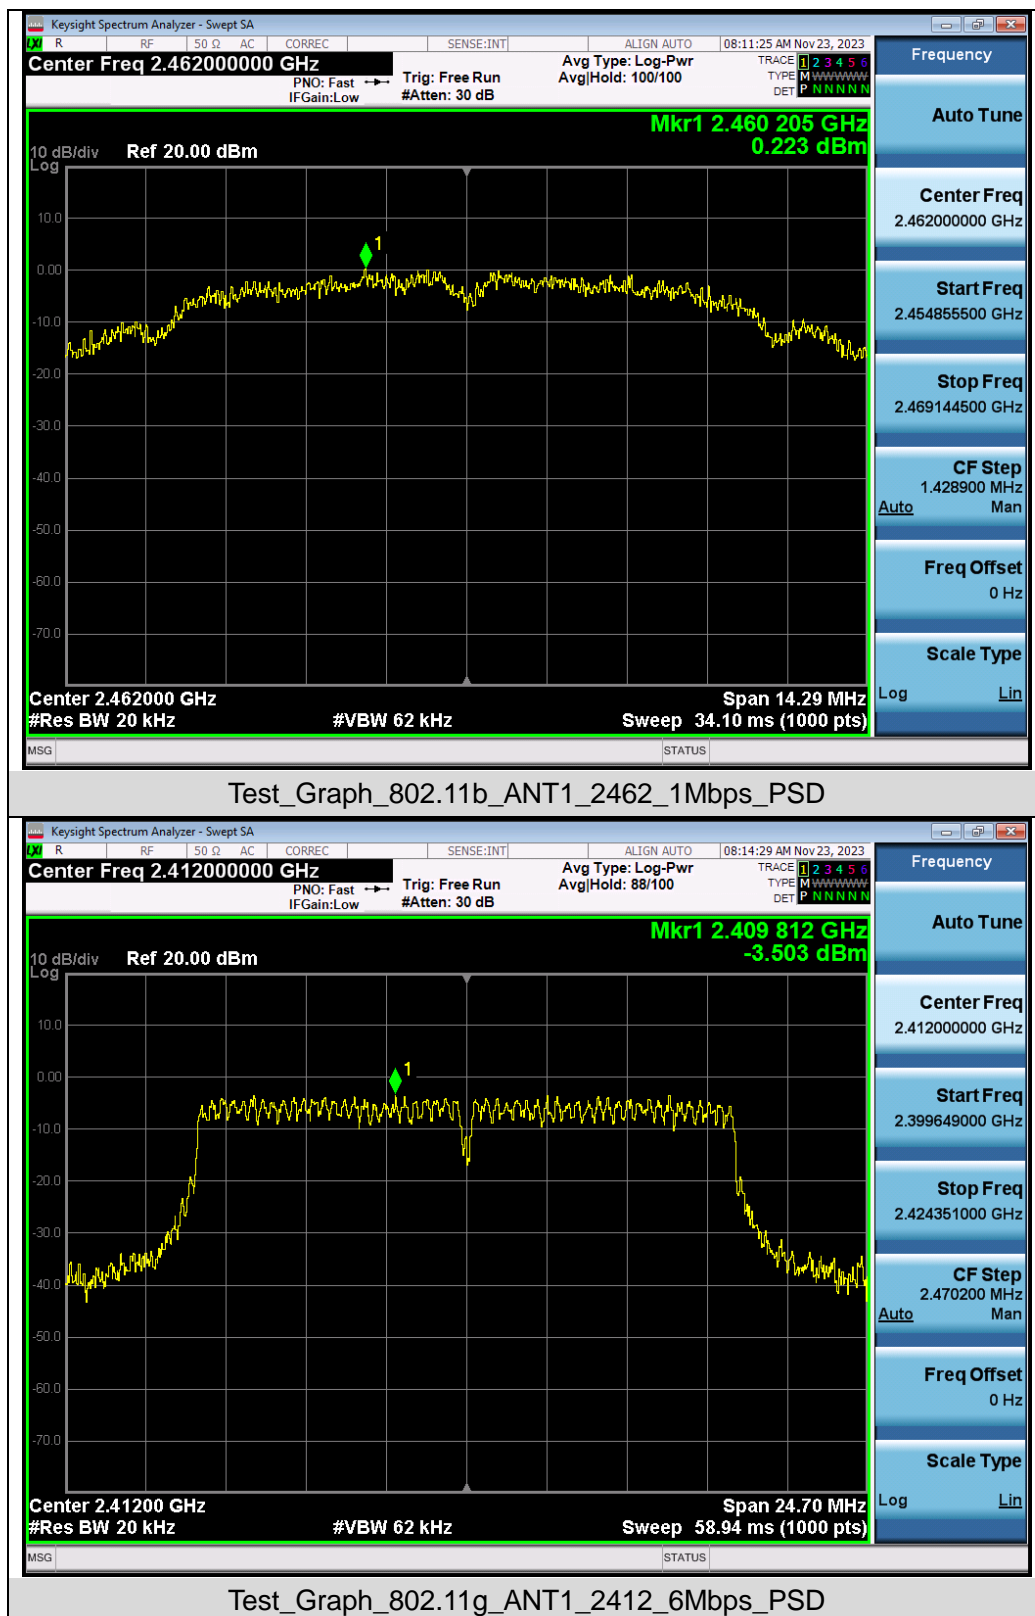 Keysight Spectrum Analyzer - Swept SA
LXI R RF 50 Ω AC CORREC SENSE:INT ALIGN AUTO 08:11:25 AM Nov 23, 2023
Center Freq 2.462000000 GHz
PNO: Fast
IFGain:Low
Trig: Free Run
#Atten: 30 dB
Avg Type: Log-Pwr
Avg|Hold: 100/100
TRACE 1 2 3 4 5 6
TYPE M WWWWW
DET P N N N N N
Frequency
Mkr1 2.460 205 GHz
0.223 dBm
10 dB/div Ref 20.00 dBm
Log
10.0
1
0.00
-10.0
-20.0
-30.0
-40.0
-50.0
-60.0
-70.0
Center 2.462000 GHz Span 14.29 MHz
#Res BW 20 kHz #VBW 62 kHz Sweep 34.10 ms (1000 pts)
Auto Tune
Center Freq
2.462000000 GHz
Start Freq
2.454855500 GHz
Stop Freq
2.469144500 GHz
CF Step
1.428900 MHz
Auto Man
Freq Offset
0 Hz
Scale Type
Log Lin
MSG STATUS
Test_Graph_802.11b_ANT1_2462_1Mbps_PSD
Keysight Spectrum Analyzer - Swept SA
LXI R RF 50 Ω AC CORREC SENSE:INT ALIGN AUTO 08:14:29 AM Nov 23, 2023
Center Freq 2.412000000 GHz
PNO: Fast
IFGain:Low
Trig: Free Run
#Atten: 30 dB
Avg Type: Log-Pwr
Avg|Hold: 88/100
TRACE 1 2 3 4 5 6
TYPE M WWWWW
DET P N N N N N
Frequency
Mkr1 2.409 812 GHz
-3.503 dBm
10 dB/div Ref 20.00 dBm
Log
10.0
0.00
1
-10.0
-20.0
-30.0
-40.0
-50.0
-60.0
-70.0
Center 2.41200 GHz Span 24.70 MHz
#Res BW 20 kHz #VBW 62 kHz Sweep 58.94 ms (1000 pts)
Auto Tune
Center Freq
2.412000000 GHz
Start Freq
2.399649000 GHz
Stop Freq
2.424351000 GHz
CF Step
2.470200 MHz
Auto Man
Freq Offset
0 Hz
Scale Type
Log Lin
MSG STATUS
Test_Graph_802.11g_ANT1_2412_6Mbps_PSD